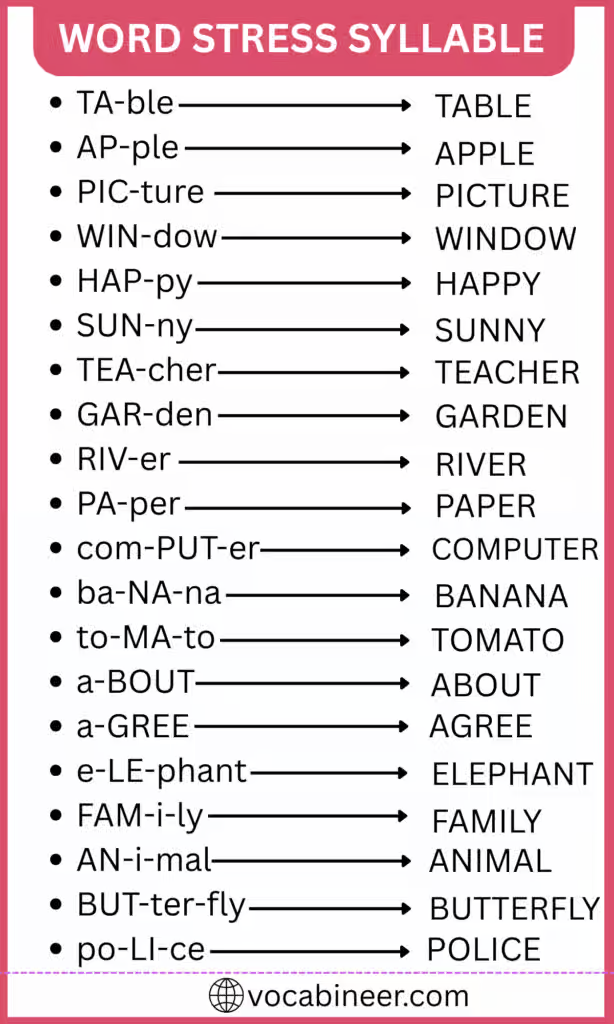 WORD STRESS SYLLABLE
• TA-ble TABLE
• AP-ple APPLE
• PIC-ture PICTURE
• WIN-dow WINDOW
• HAP-py HAPPY
• SUN-ny SUNNY
• TEA-cher TEACHER
• GAR-den GARDEN
• RIV-er RIVER
• PA-per PAPER
• com-PUT-er COMPUTER
• ba-NA-na BANANA
• to-MA-to TOMATO
• a-BOUT ABOUT
• a-GREE AGREE
• e-LE-phant ELEPHANT
• FAM-i-ly FAMILY
• AN-i-mal ANIMAL
• BUT-ter-fly BUTTERFLY
• po-LI-ce POLICE
vocabineer.com